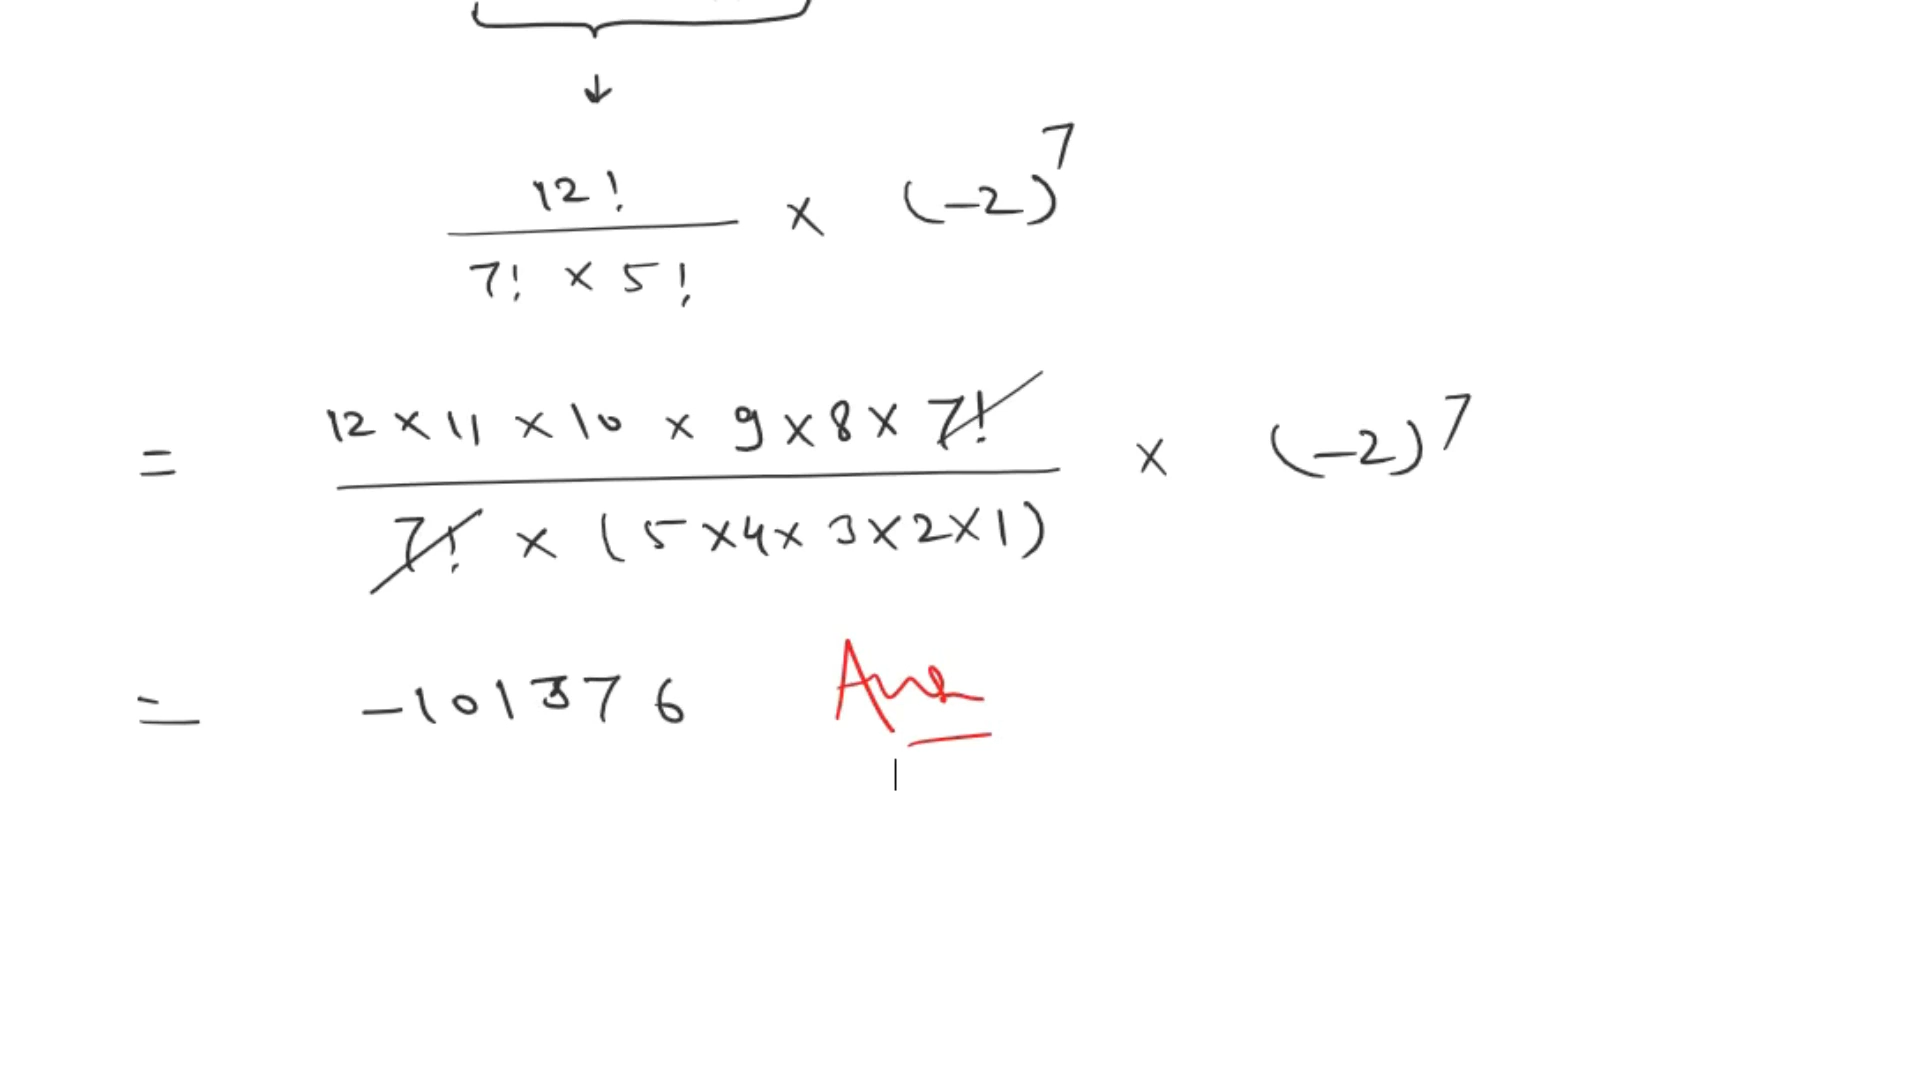 12!
——— × (-2)^7
7! × 5!
= 12 × 11 × 10 × 9 × 8 × 7!
——— × (-2)^7
7! × (5 × 4 × 3 × 2 × 1)
= -101376 Ans